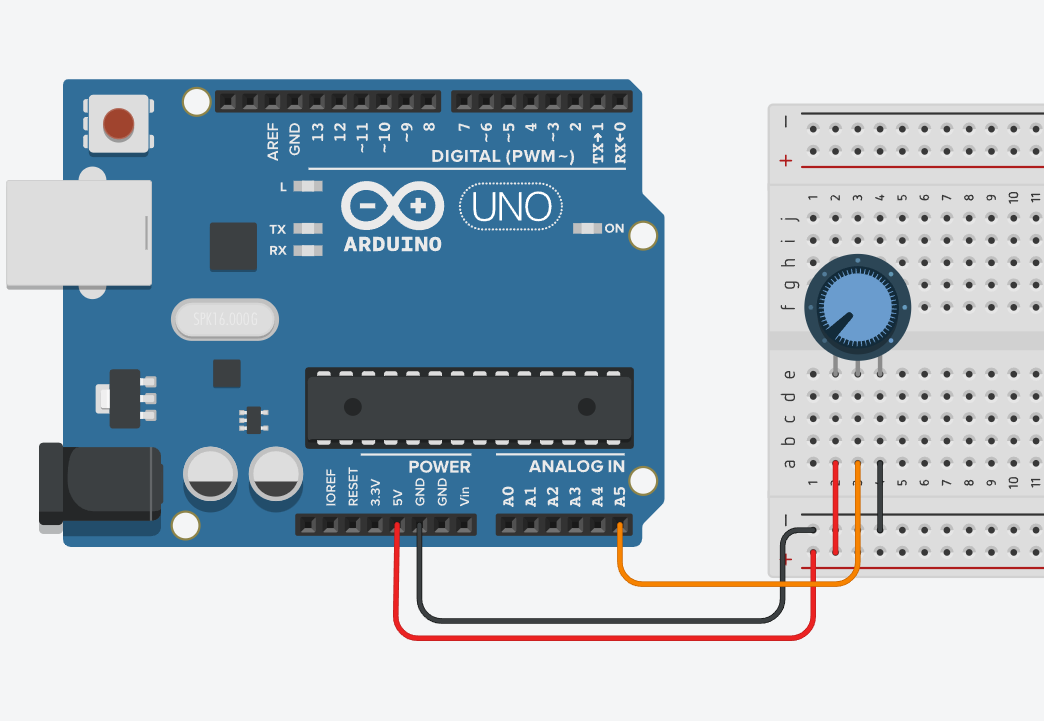 AREF
GND
13
12
~11
~10
~9
8
7
~6
~5
4
~3
2
TX→1
RX←0
DIGITAL (PWM~)
L
TX
RX
ARDUINO
UNO
ON
SPK16.000G
POWER
ANALOG IN
IOREF
RESET
3.3V
5V
GND
GND
Vin
A0
A1
A2
A3
A4
A5
− +
1 2 3 4 5 6 7 8 9 10 11
j
i
h
g
f
e
d
c
b
a
1 2 3 4 5 6 7 8 9 10 11
− +